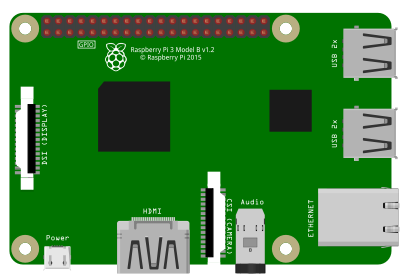 GPIO
Raspberry Pi 3 Model B v1.2
© Raspberry Pi 2015
USB 2x
DSI (DISPLAY)
USB 2x
CSI (CAMERA)
Audio
ETHERNET
HDMI
Power